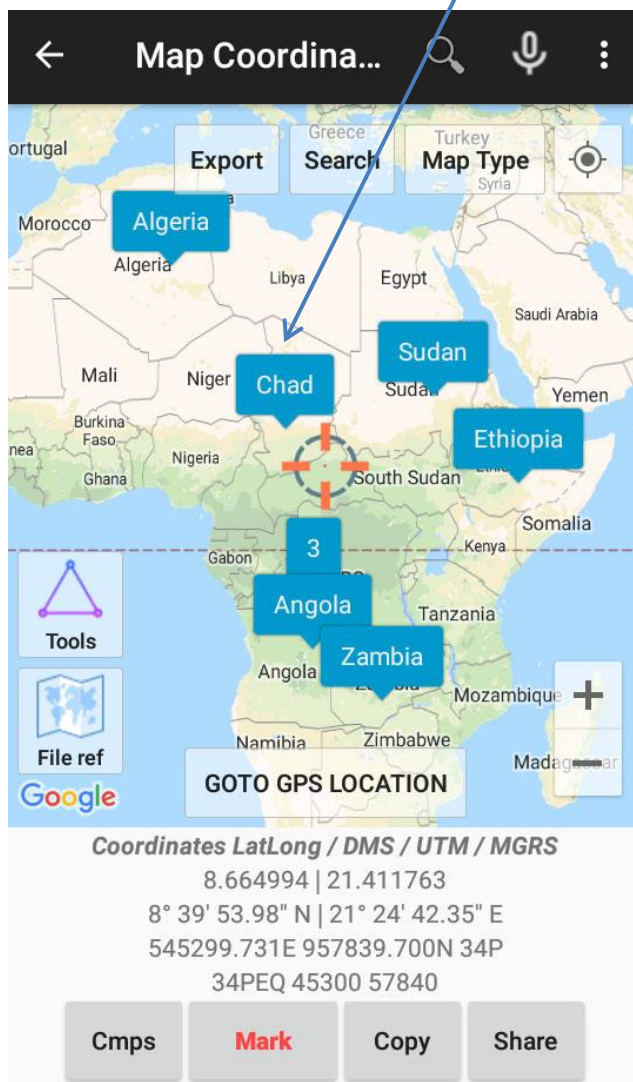 Map Coordina...
Greece
Turkey
ortugal
Export
Search
Map Type
Syria
Morocco
Algeria
Algeria
Libya
Egypt
Saudi Arabia
Sudan
Mali
Niger
Chad
Sudan
Yemen
Burkina
Faso
Ethiopia
nea
Nigeria
Ghana
South Sudan
Somalia
3
Gabon
Kenya
Angola
Tanzania
Tools
Zambia
Angola
Mozambique
+
Namibia
Zimbabwe
File ref
GOTO GPS LOCATION
−
Google
Coordinates LatLong / DMS / UTM / MGRS
8.664994 | 21.411763
8° 39' 53.98" N | 21° 24' 42.35" E
545299.731E 957839.700N 34P
34PEQ 45300 57840
Cmps
Mark
Copy
Share